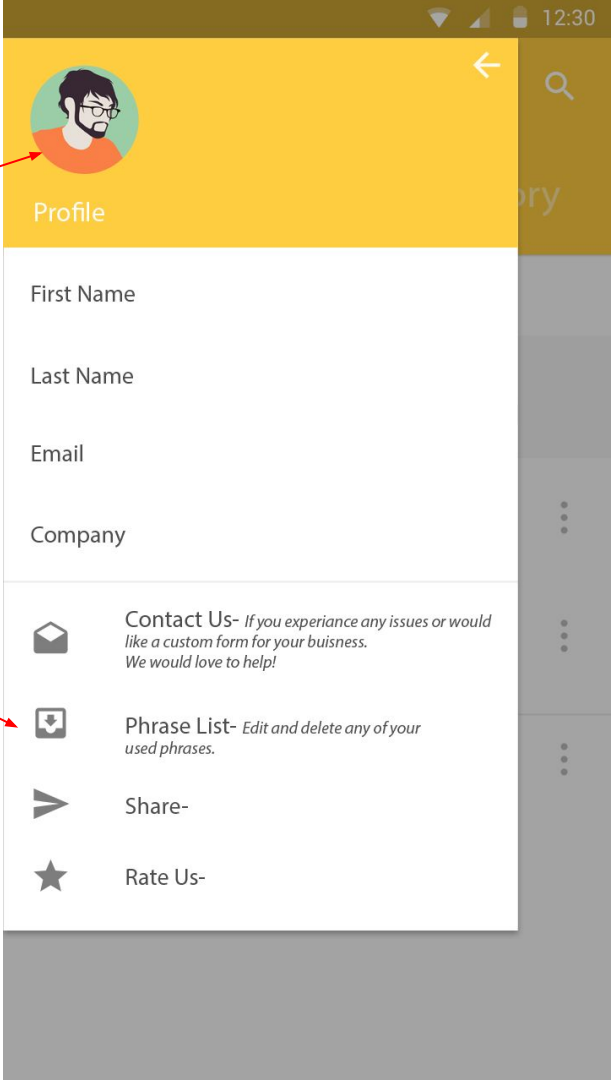 12:30
ory
Profile
First Name
Last Name
Email
Company
Contact Us- If you experiance any issues or would
like a custom form for your buisness.
We would love to help!
Phrase List- Edit and delete any of your
used phrases.
Share-
Rate Us-